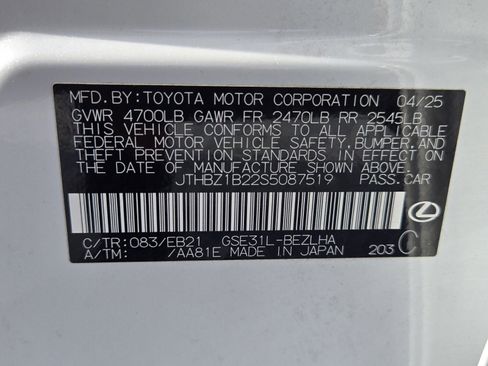 MFD.BY:TOYOTA MOTOR CORPORATION 04/25
GVWR 4700LB GAWR FR 2470LB RR 2545LB
THIS VEHICLE CONFORMS TO ALL APPLICABLE
FEDERAL MOTOR VEHICLE SAFETY,BUMPER,AND
THEFT PREVENTION STANDARDS IN EFFECT ON
THE DATE OF MANUFACTURE SHOWN ABOVE.
JTHBZ1B22S5087519 PASS.CAR
C/TR:083/EB21 GSE31L-BEZLHA
A/TM: /AA81E MADE IN JAPAN 203 C